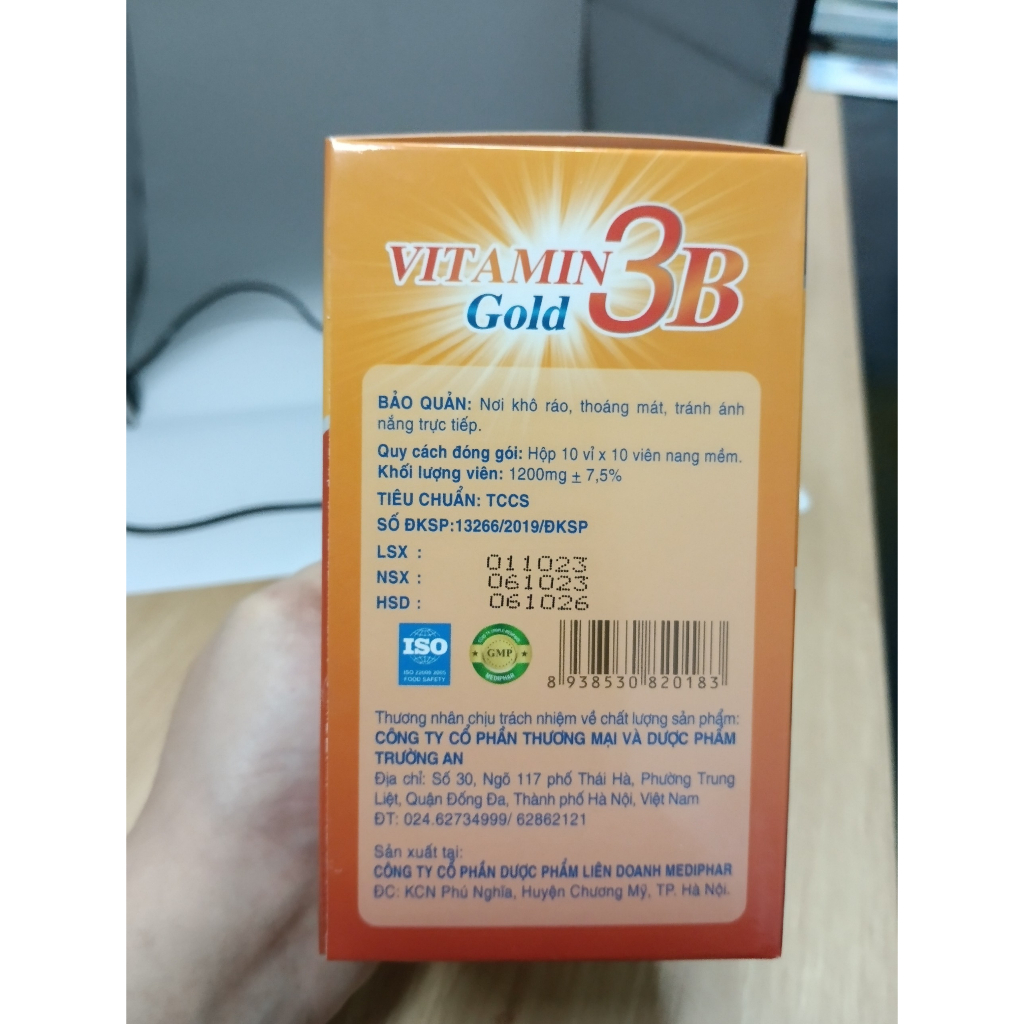 VITAMIN 3B
Gold
BẢO QUẢN: Nơi khô ráo, thoáng mát, tránh ánh
nắng trực tiếp.
Quy cách đóng gói: Hộp 10 vỉ x 10 viên nang mềm.
Khối lượng viên: 1200mg ± 7,5%
TIÊU CHUẨN: TCCS
SỐ ĐKSP:13266/2019/ĐKSP
LSX : 011023
NSX : 061023
HSD : 061026
ISO
ISO 22000:2005
FOOD SAFETY
GMP
MEDIPHAR
8 938530 820183
Thương nhân chịu trách nhiệm về chất lượng sản phẩm:
CÔNG TY CỔ PHẦN THƯƠNG MẠI VÀ DƯỢC PHẨM
TRƯỜNG AN
Địa chỉ: Số 30, Ngõ 117 phố Thái Hà, Phường Trung
Liệt, Quận Đống Đa, Thành phố Hà Nội, Việt Nam
ĐT: 024.62734999/ 62862121
Sản xuất tại:
CÔNG TY CỔ PHẦN DƯỢC PHẨM LIÊN DOANH MEDIPHAR
ĐC: KCN Phú Nghĩa, Huyện Chương Mỹ, TP. Hà Nội.